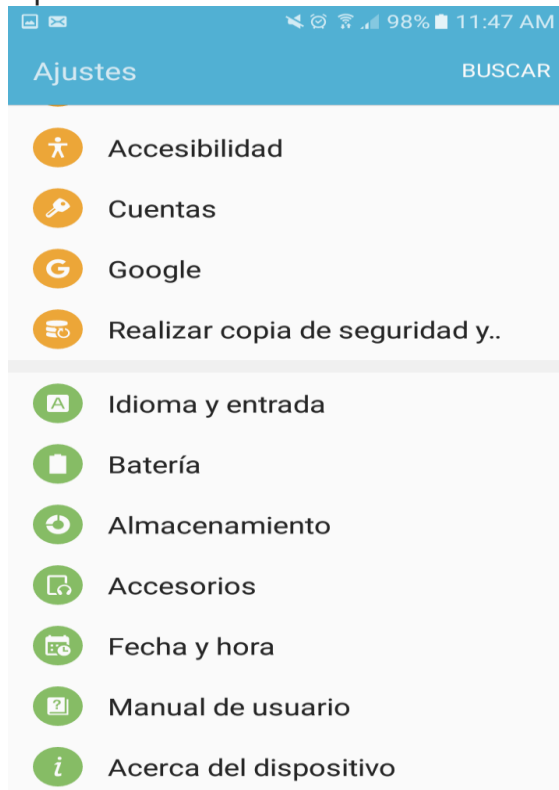 98% 11:47 AM
Ajustes BUSCAR
Accesibilidad
Cuentas
G Google
Realizar copia de seguridad y..
A Idioma y entrada
Batería
Almacenamiento
Accesorios
Fecha y hora
? Manual de usuario
i Acerca del dispositivo